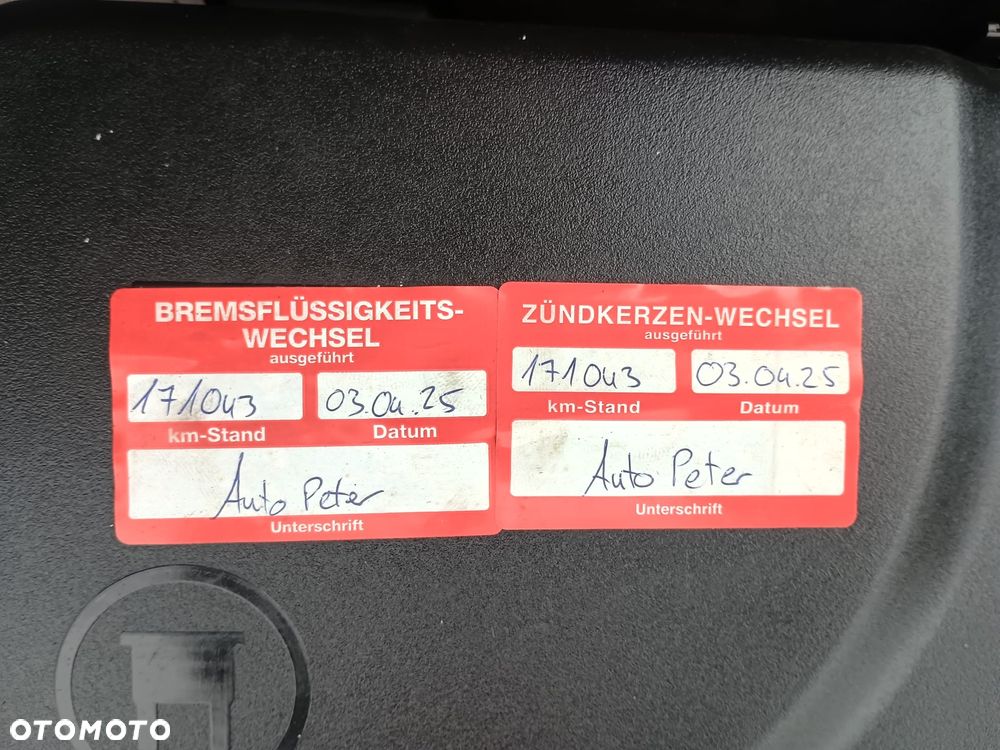 BREMSFLÜSSIGKEITS-
WECHSEL
ausgeführt
171043
03.04.25
km-Stand
Datum
Auto Peter
Unterschrift
ZÜNDKERZEN-WECHSEL
ausgeführt
171043
03.04.25
km-Stand
Datum
Auto Peter
Unterschrift
OTOMOTO